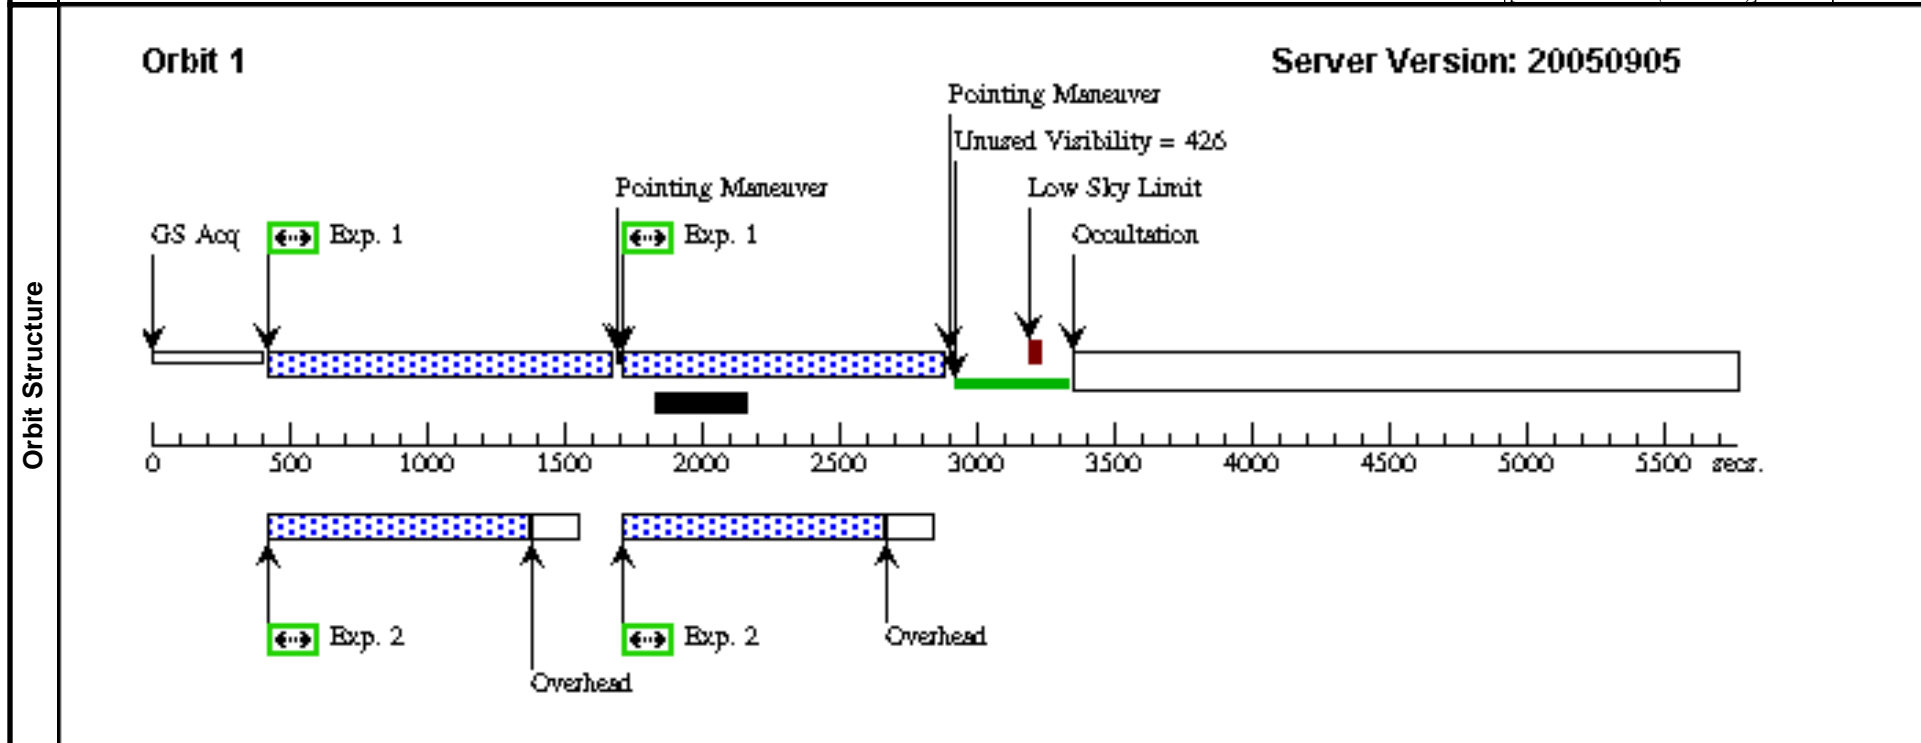 Orbit Structure
Orbit 1
Server Version: 20050905
Pointing Maneuver
Unused Visibility = 426
Pointing Maneuver
Low Sky Limit
GS Acq
Exp. 1
Exp. 1
Occultation
0 500 1000 1500 2000 2500 3000 3500 4000 4500 5000 5500 secs.
Exp. 2
Exp. 2
Overhead
Overhead